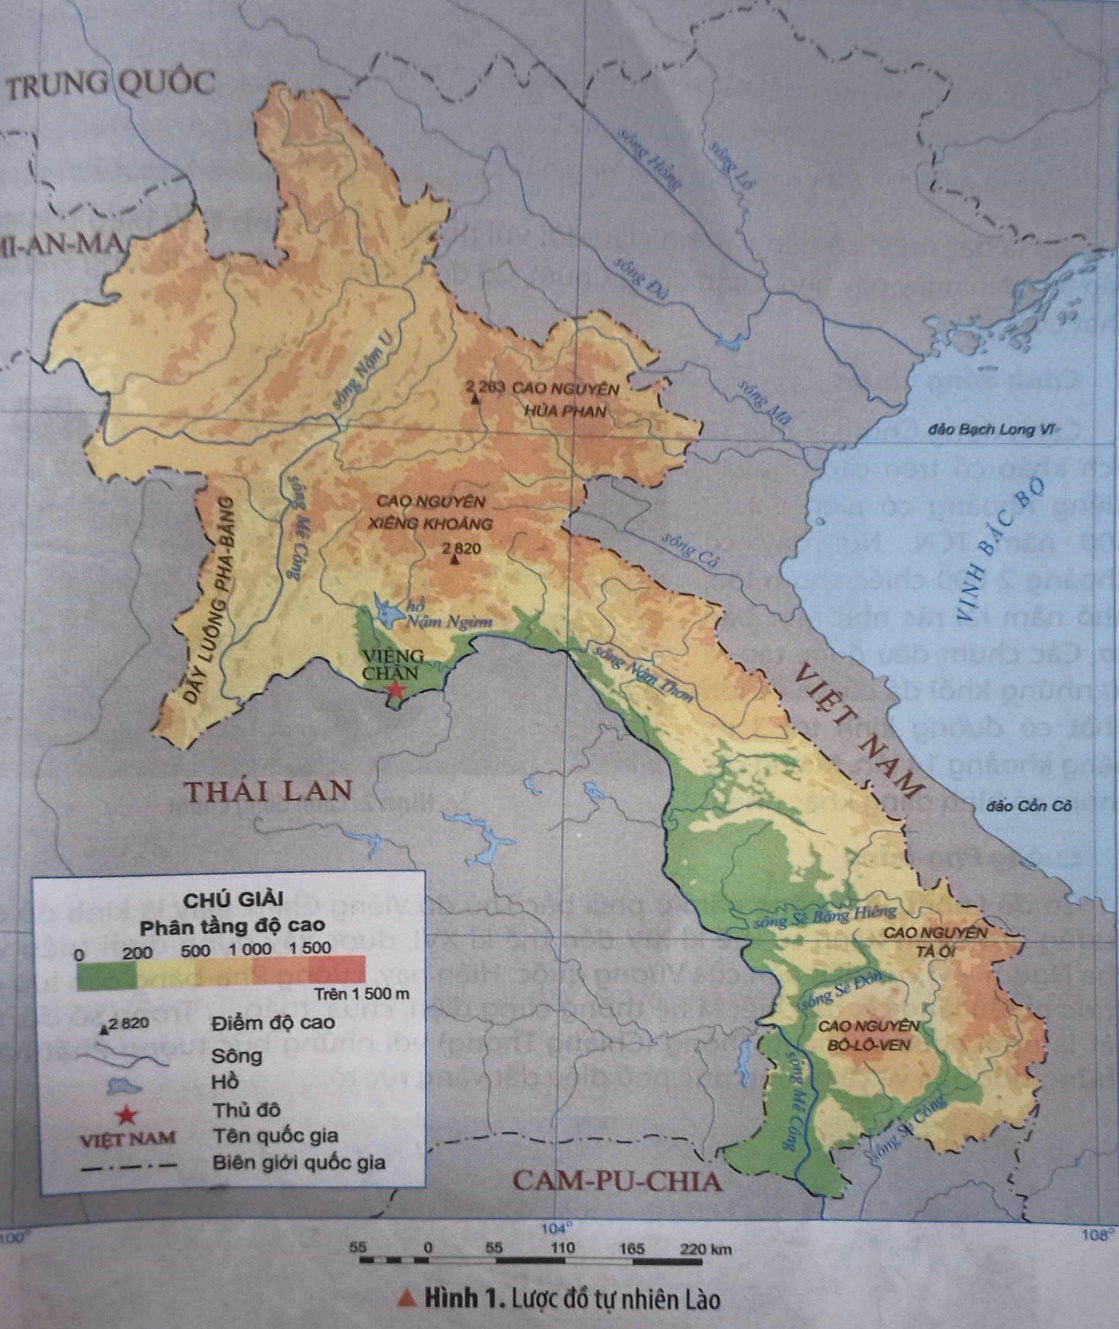 TRUNG QUỐC
MI-AN-MA
sông Hồng
sông Lô
sông Đà
sông Nậm U
2 263 CAO NGUYÊN
HỦA PHAN
sông Mã
đảo Bạch Long Vĩ
VỊNH BẮC BỘ
DÃY LUÔNG PHA-BĂNG
sông Mê Công
CAO NGUYÊN
XIÊNG KHOẢNG
2 820
sông Cả
hồ
Nậm Ngừm
VIÊNG
CHĂN
sông Nậm Thơn
VIỆT NAM
THÁI LAN
đảo Cồn Cỏ
sông Sê Băng Hiêng
CAO NGUYÊN
TÀ ÔI
sông Sê Đôn
CAO NGUYÊN
BÔ-LÔ-VEN
sông Mê Công
sông Sê Công
CAM-PU-CHIA
CHÚ GIẢI
Phân tầng độ cao
0 200 500 1 000 1 500
Trên 1 500 m
2 820 Điểm độ cao
Sông
Hồ
Thủ đô
VIỆT NAM Tên quốc gia
Biên giới quốc gia
100° 104° 108°
55 0 55 110 165 220 km
Hình 1. Lược đồ tự nhiên Lào